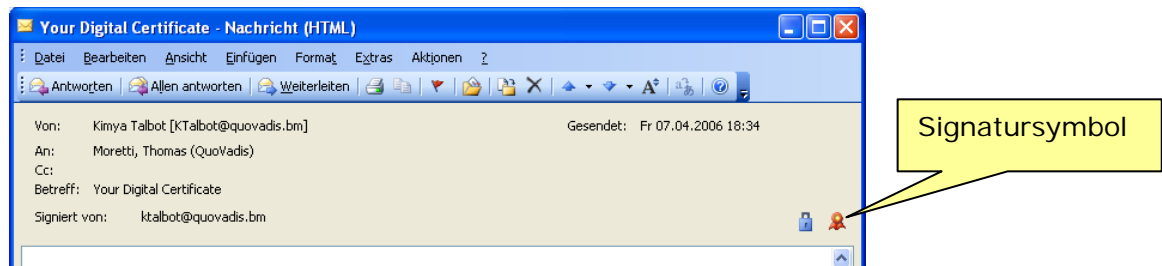 Your Digital Certificate - Nachricht (HTML)
Datei Bearbeiten Ansicht Einfügen Format Extras Aktionen ?
Antworten Allen antworten Weiterleiten
Von: Kimya Talbot [KTalbot@quovadis.bm] Gesendet: Fr 07.04.2006 18:34
An: Moretti, Thomas (QuoVadis)
Cc:
Betreff: Your Digital Certificate
Signiert von: ktalbot@quovadis.bm
Signatursymbol